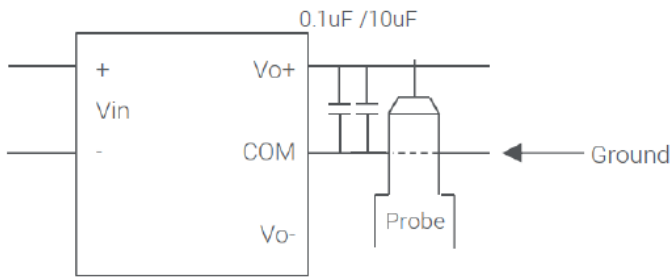 0.1uF /10uF
+ Vo+
Vin
- COM
Ground
Vo-
Probe